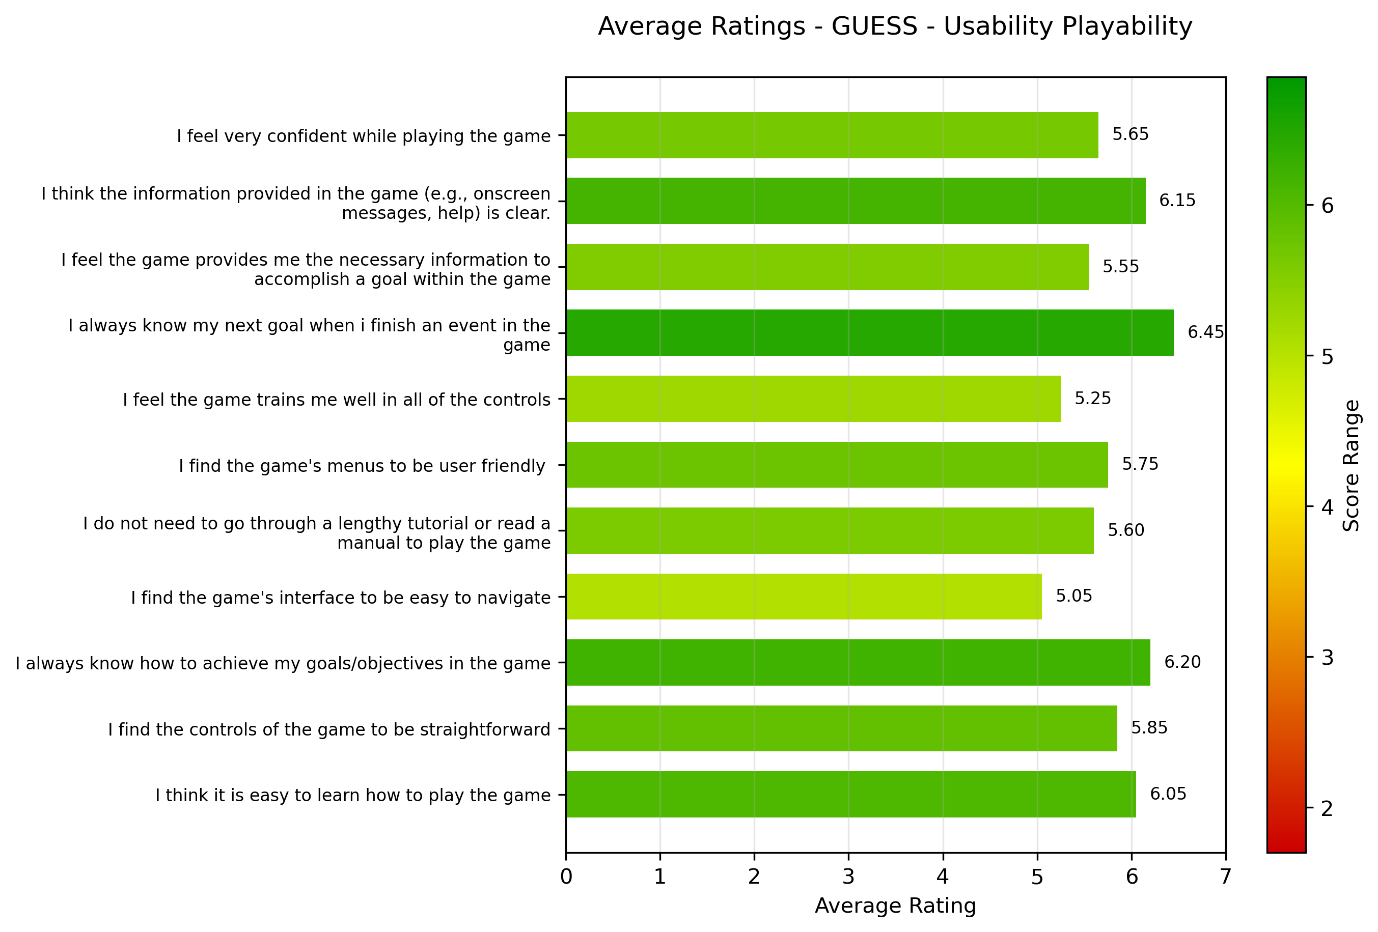 Average Ratings - GUESS - Usability Playability
I feel very confident while playing the game
5.65
I think the information provided in the game (e.g., onscreen
messages, help) is clear.
6.15
I feel the game provides me the necessary information to
accomplish a goal within the game
5.55
I always know my next goal when i finish an event in the
game
6.45
I feel the game trains me well in all of the controls
5.25
I find the game's menus to be user friendly
5.75
I do not need to go through a lengthy tutorial or read a
manual to play the game
5.60
I find the game's interface to be easy to navigate
5.05
I always know how to achieve my goals/objectives in the game
6.20
I find the controls of the game to be straightforward
5.85
I think it is easy to learn how to play the game
6.05
0 1 2 3 4 5 6 7
Average Rating
6
5
4
3
2
Score Range